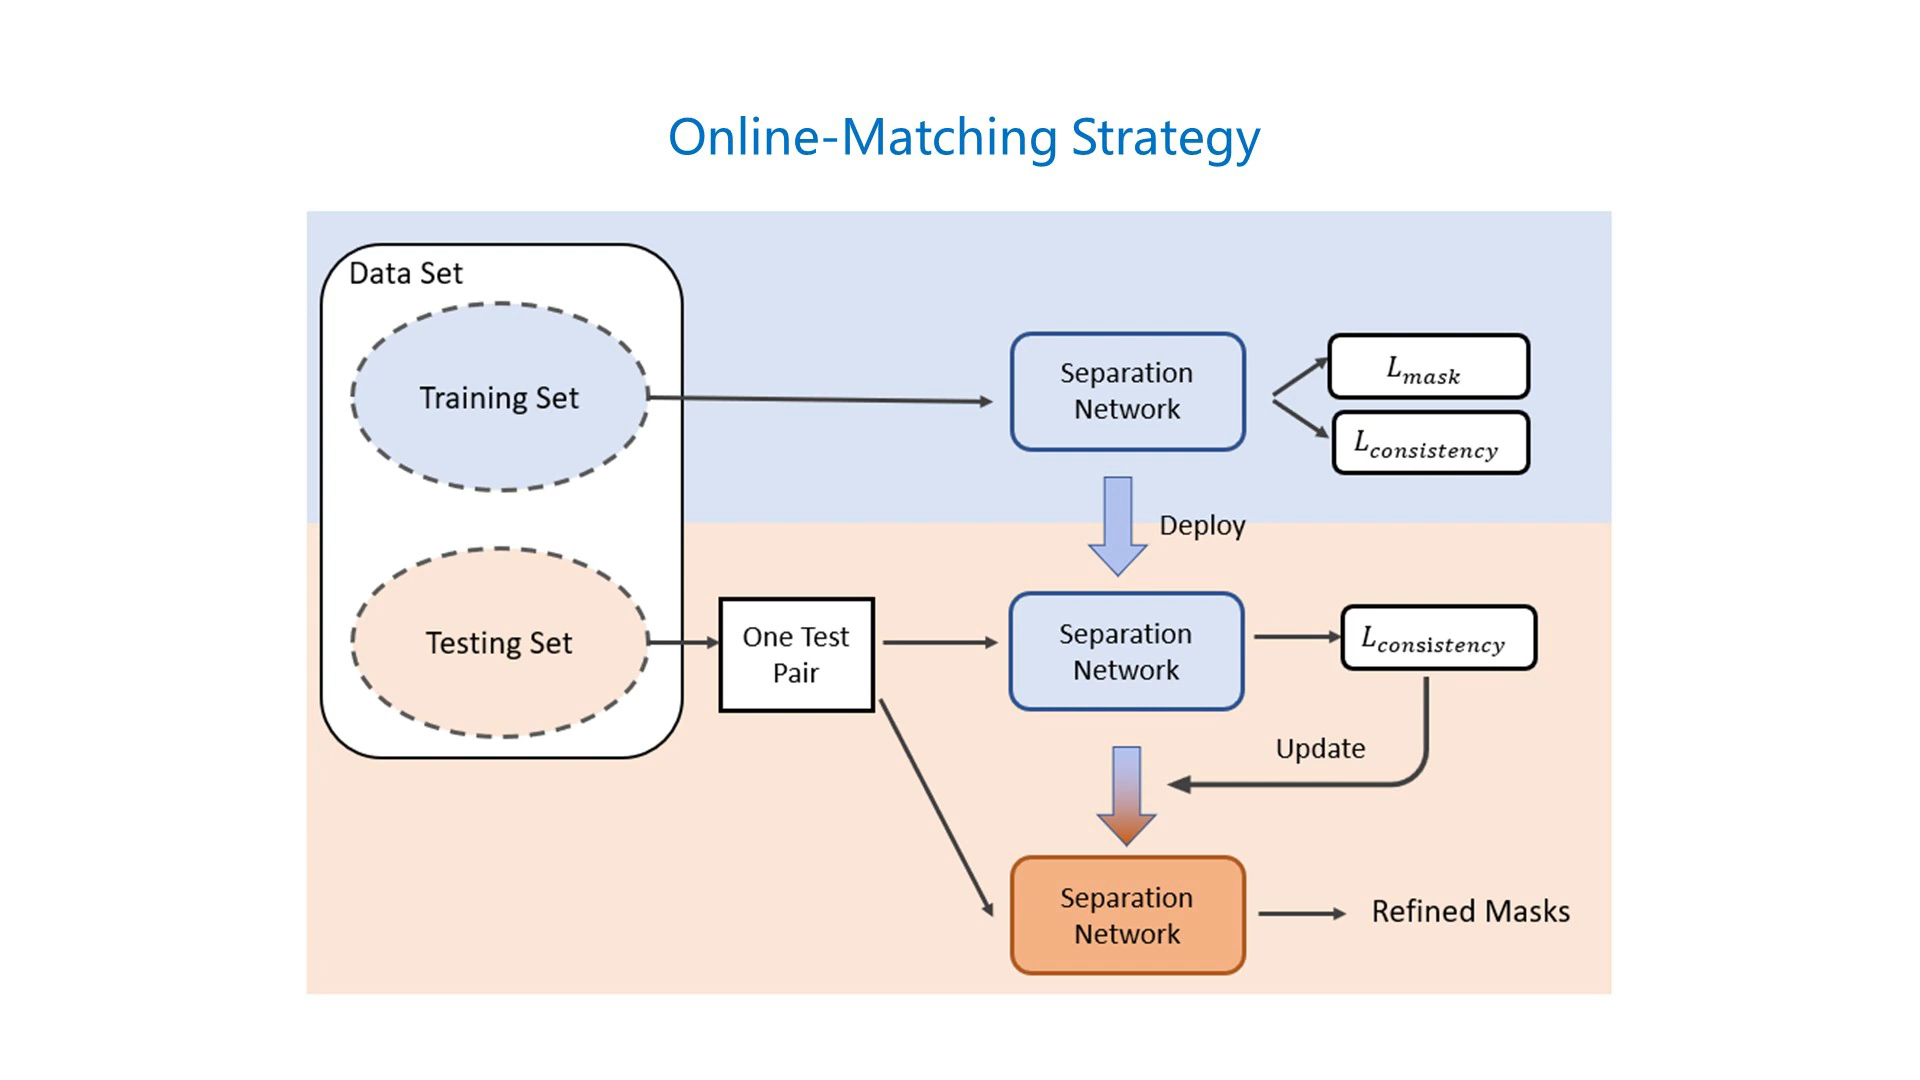 Online-Matching Strategy
Data Set
Training Set
Separation
Network
L_mask
L_consistency
Deploy
Testing Set
One Test
Pair
Separation
Network
L_consistency
Update
Separation
Network
Refined Masks